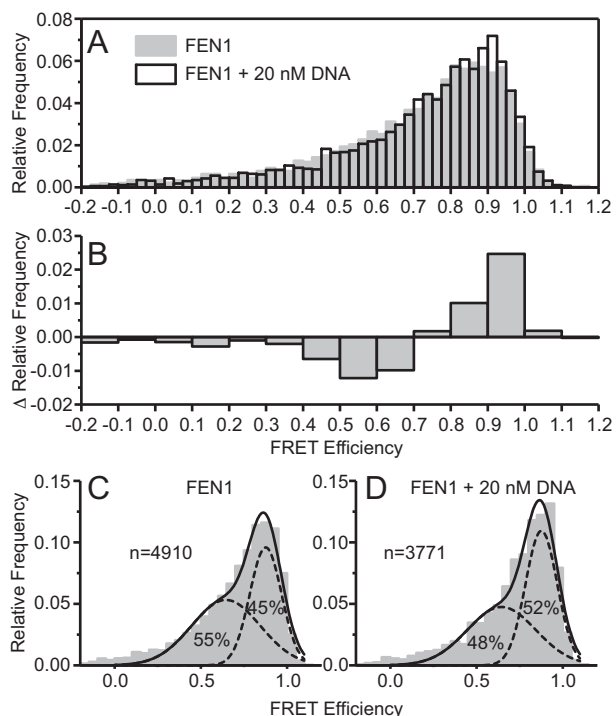 A
FEN1
FEN1 + 20 nM DNA
Relative Frequency
0.08
0.06
0.04
0.02
0.00
-0.2 -0.1 0.0 0.1 0.2 0.3 0.4 0.5 0.6 0.7 0.8 0.9 1.0 1.1 1.2
B
Δ Relative Frequency
0.03
0.02
0.01
0.00
-0.01
-0.02
-0.2 -0.1 0.0 0.1 0.2 0.3 0.4 0.5 0.6 0.7 0.8 0.9 1.0 1.1 1.2
FRET Efficiency
C FEN1
Relative Frequency
0.15
0.10
0.05
0.00
n=4910
45%
55%
0.0 0.5 1.0
D FEN1 + 20 nM DNA
0.15
0.10
0.05
0.00
n=3771
52%
48%
0.0 0.5 1.0
FRET Efficiency